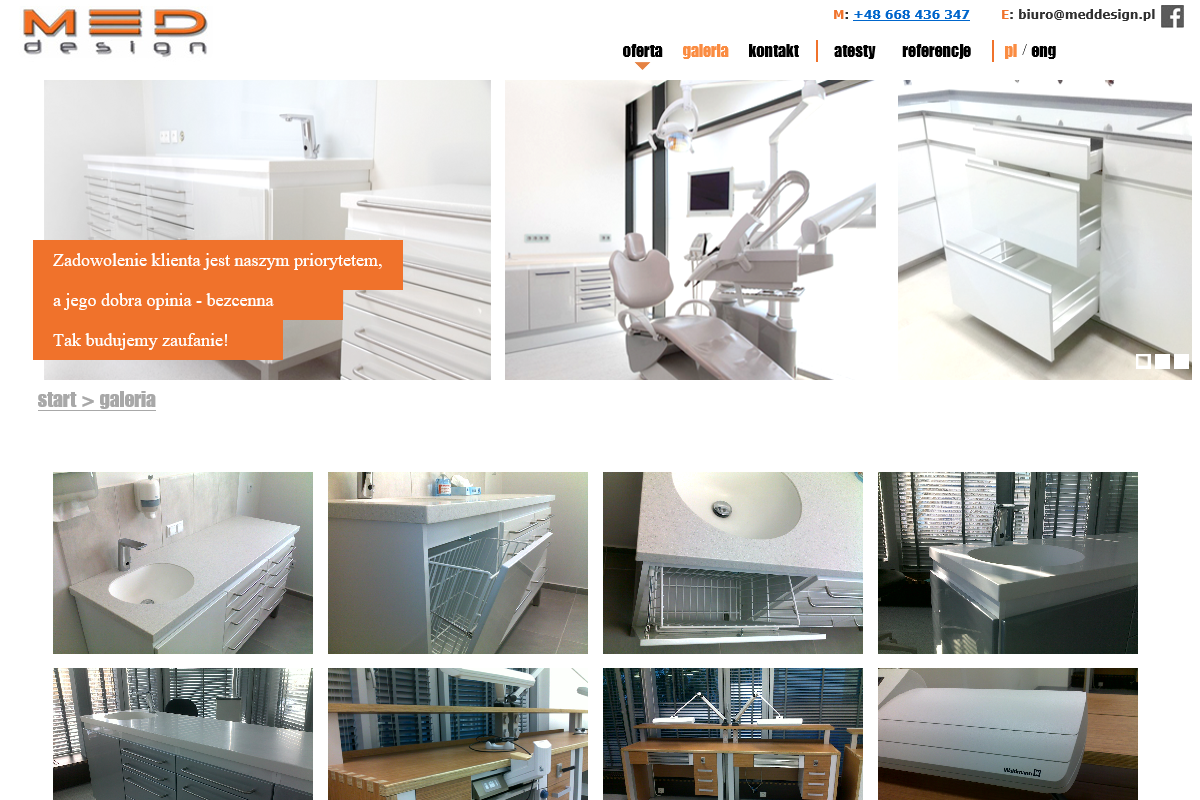 MED
design
M: +48 668 436 347 E: biuro@meddesign.pl
oferta galeria kontakt atesty referencje pl / eng
Zadowolenie klienta jest naszym priorytetem,
a jego dobra opinia - bezcenna
Tak budujemy zaufanie!
start > galeria
Waldmann